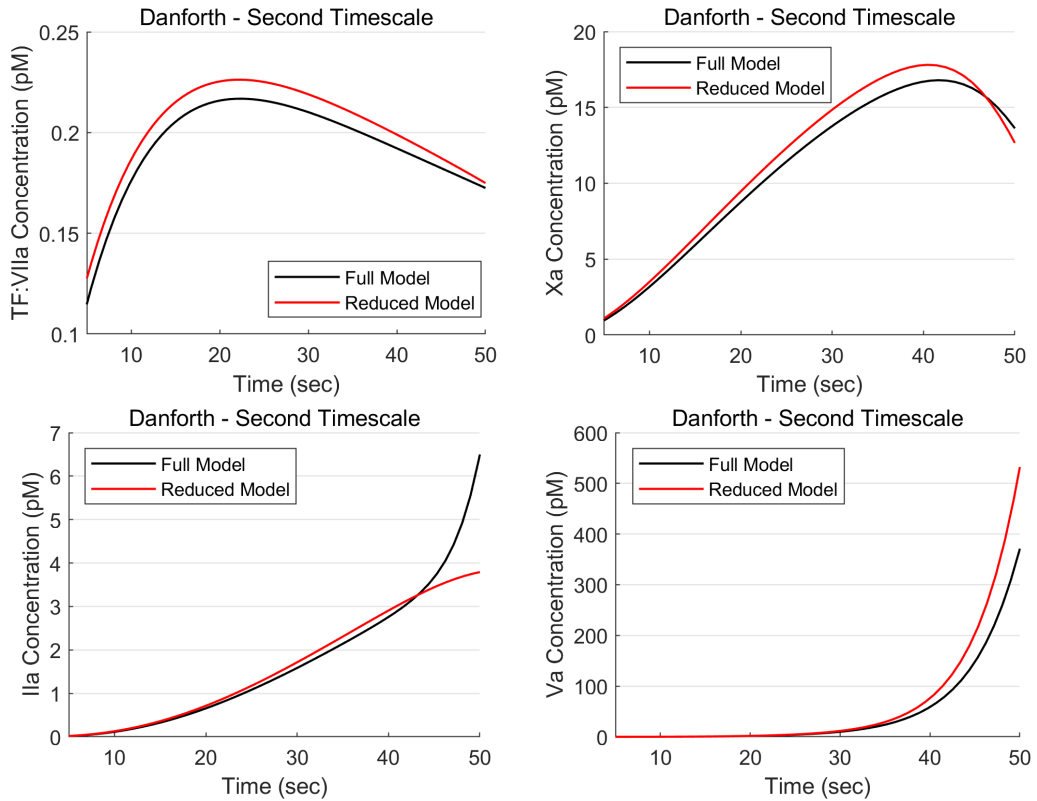 Danforth - Second Timescale
TF:VIIa Concentration (pM)
0.25
0.2
0.15
0.1
Full Model
Reduced Model
10
20
30
40
50
Time (sec)
Danforth - Second Timescale
Xa Concentration (pM)
20
15
10
5
0
Full Model
Reduced Model
10
20
30
40
50
Time (sec)
Danforth - Second Timescale
IIa Concentration (pM)
7
6
5
4
3
2
1
0
Full Model
Reduced Model
10
20
30
40
50
Time (sec)
Danforth - Second Timescale
Va Concentration (pM)
600
500
400
300
200
100
0
Full Model
Reduced Model
10
20
30
40
50
Time (sec)